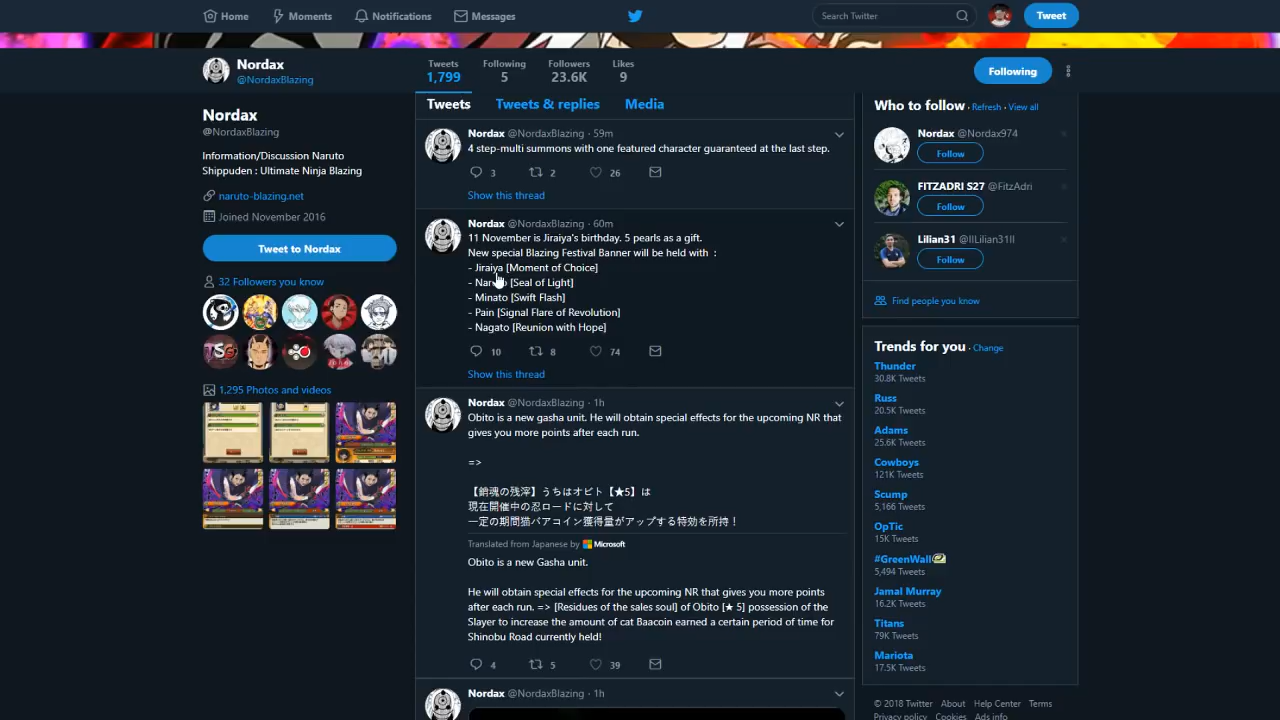 Home
Moments
Notifications
Messages
Search Twitter
Tweet
Nordax
@NordaxBlazing
Tweets
1,799
Following
5
Followers
23.6K
Likes
9
Following
Nordax
@NordaxBlazing
Information/Discussion Naruto
Shippuden : Ultimate Ninja Blazing
naruto-blazing.net
Joined November 2016
Tweet to Nordax
32 Followers you know
TSG
1,295 Photos and videos
Tweets
Tweets & replies
Media
Nordax @NordaxBlazing · 59m
4 step-multi summons with one featured character guaranteed at the last step.
3
2
26
Show this thread
Nordax @NordaxBlazing · 60m
11 November is Jiraiya's birthday. 5 pearls as a gift.
New special Blazing Festival Banner will be held with :
- Jiraiya [Moment of Choice]
- Naruto [Seal of Light]
- Minato [Swift Flash]
- Pain [Signal Flare of Revolution]
- Nagato [Reunion with Hope]
10
8
74
Show this thread
Nordax @NordaxBlazing · 1h
Obito is a new gasha unit. He will obtain special effects for the upcoming NR that
gives you more points after each run.
=>
【銷魂の残滓】うちはオビト【★5】は
現在開催中の忍ロードに対して
一定の期間猫バアコイン獲得量がアップする特効を所持！
Translated from Japanese by Microsoft
Obito is a new Gasha unit.
He will obtain special effects for the upcoming NR that gives you more points
after each run. => [Residues of the sales soul] of Obito [★ 5] possession of the
Slayer to increase the amount of cat Baacoin earned a certain period of time for
Shinobu Road currently held!
4
5
39
Nordax @NordaxBlazing · 1h
Who to follow · Refresh · View all
Nordax @Nordax974
Follow
FITZADRI S27 @FitzAdri
Follow
Lilian31 @llLilian31ll
Follow
Find people you know
Trends for you · Change
Thunder
30.8K Tweets
Russ
20.5K Tweets
Adams
25.6K Tweets
Cowboys
121K Tweets
Scump
5,166 Tweets
OpTic
15K Tweets
#GreenWall
5,494 Tweets
Jamal Murray
16.2K Tweets
Titans
79K Tweets
Mariota
17.5K Tweets
© 2018 Twitter About Help Center Terms
Privacy policy Cookies Ads info